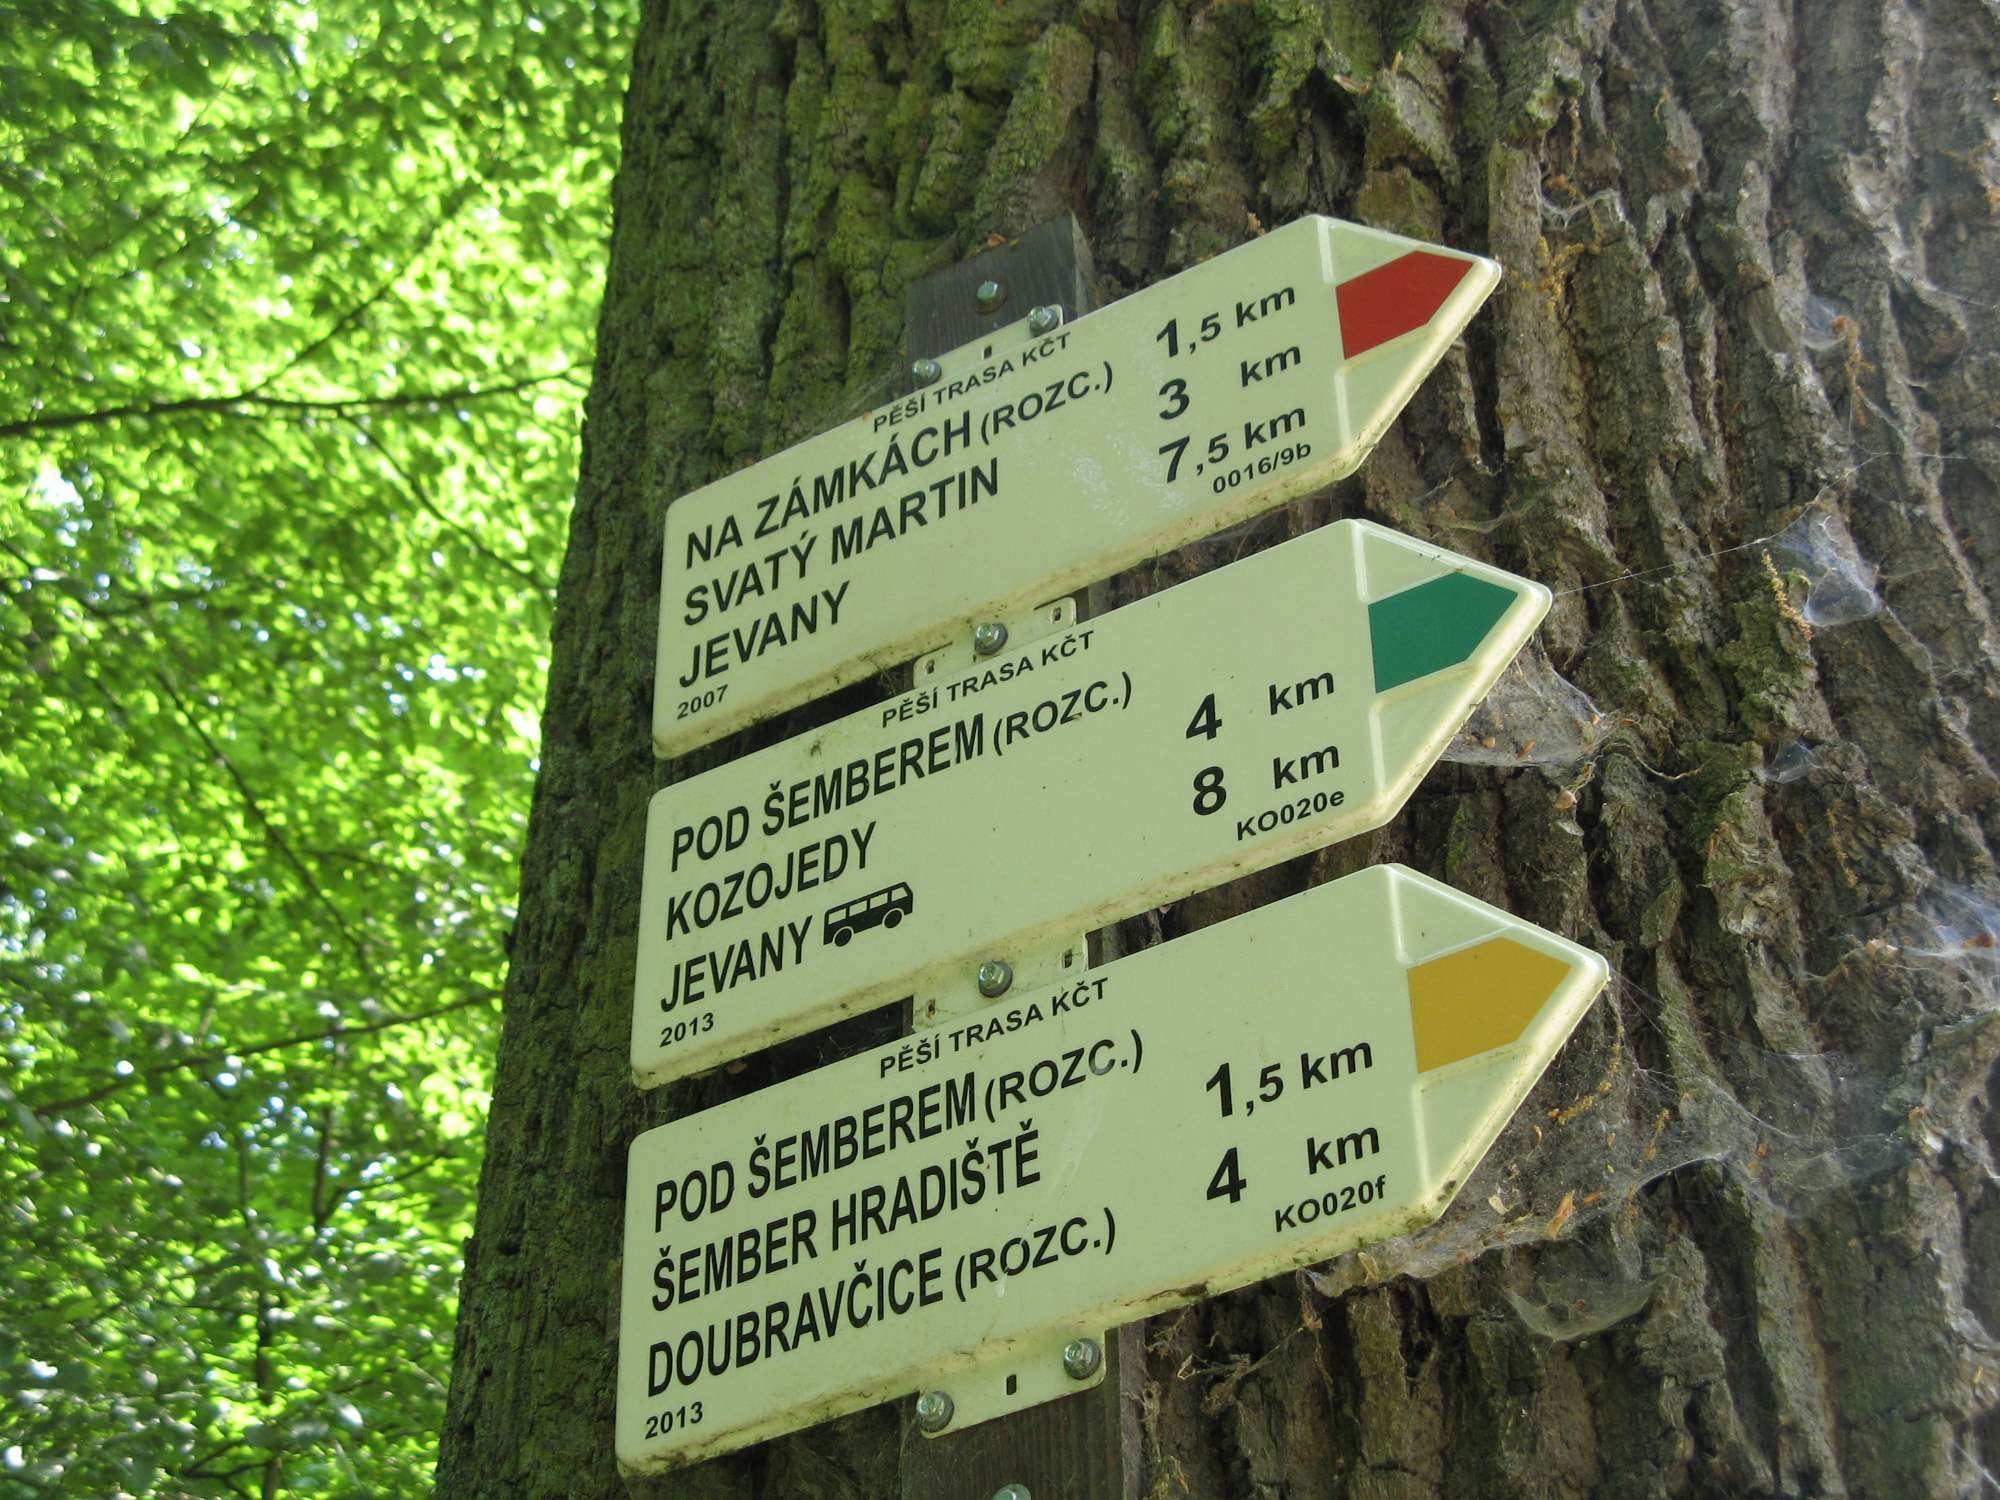 PĚŠÍ TRASA KČT
NA ZÁMKÁCH (ROZC.) 1,5 km
SVATÝ MARTIN 3 km
JEVANY 7,5 km
2007 0016/9b
PĚŠÍ TRASA KČT
POD ŠEMBEREM (ROZC.)
KOZOJEDY 4 km
JEVANY 8 km
2013 KO020e
PĚŠÍ TRASA KČT
POD ŠEMBEREM (ROZC.)
ŠEMBER HRADIŠTĚ 1,5 km
DOUBRAVČICE (ROZC.) 4 km
2013 KO020f